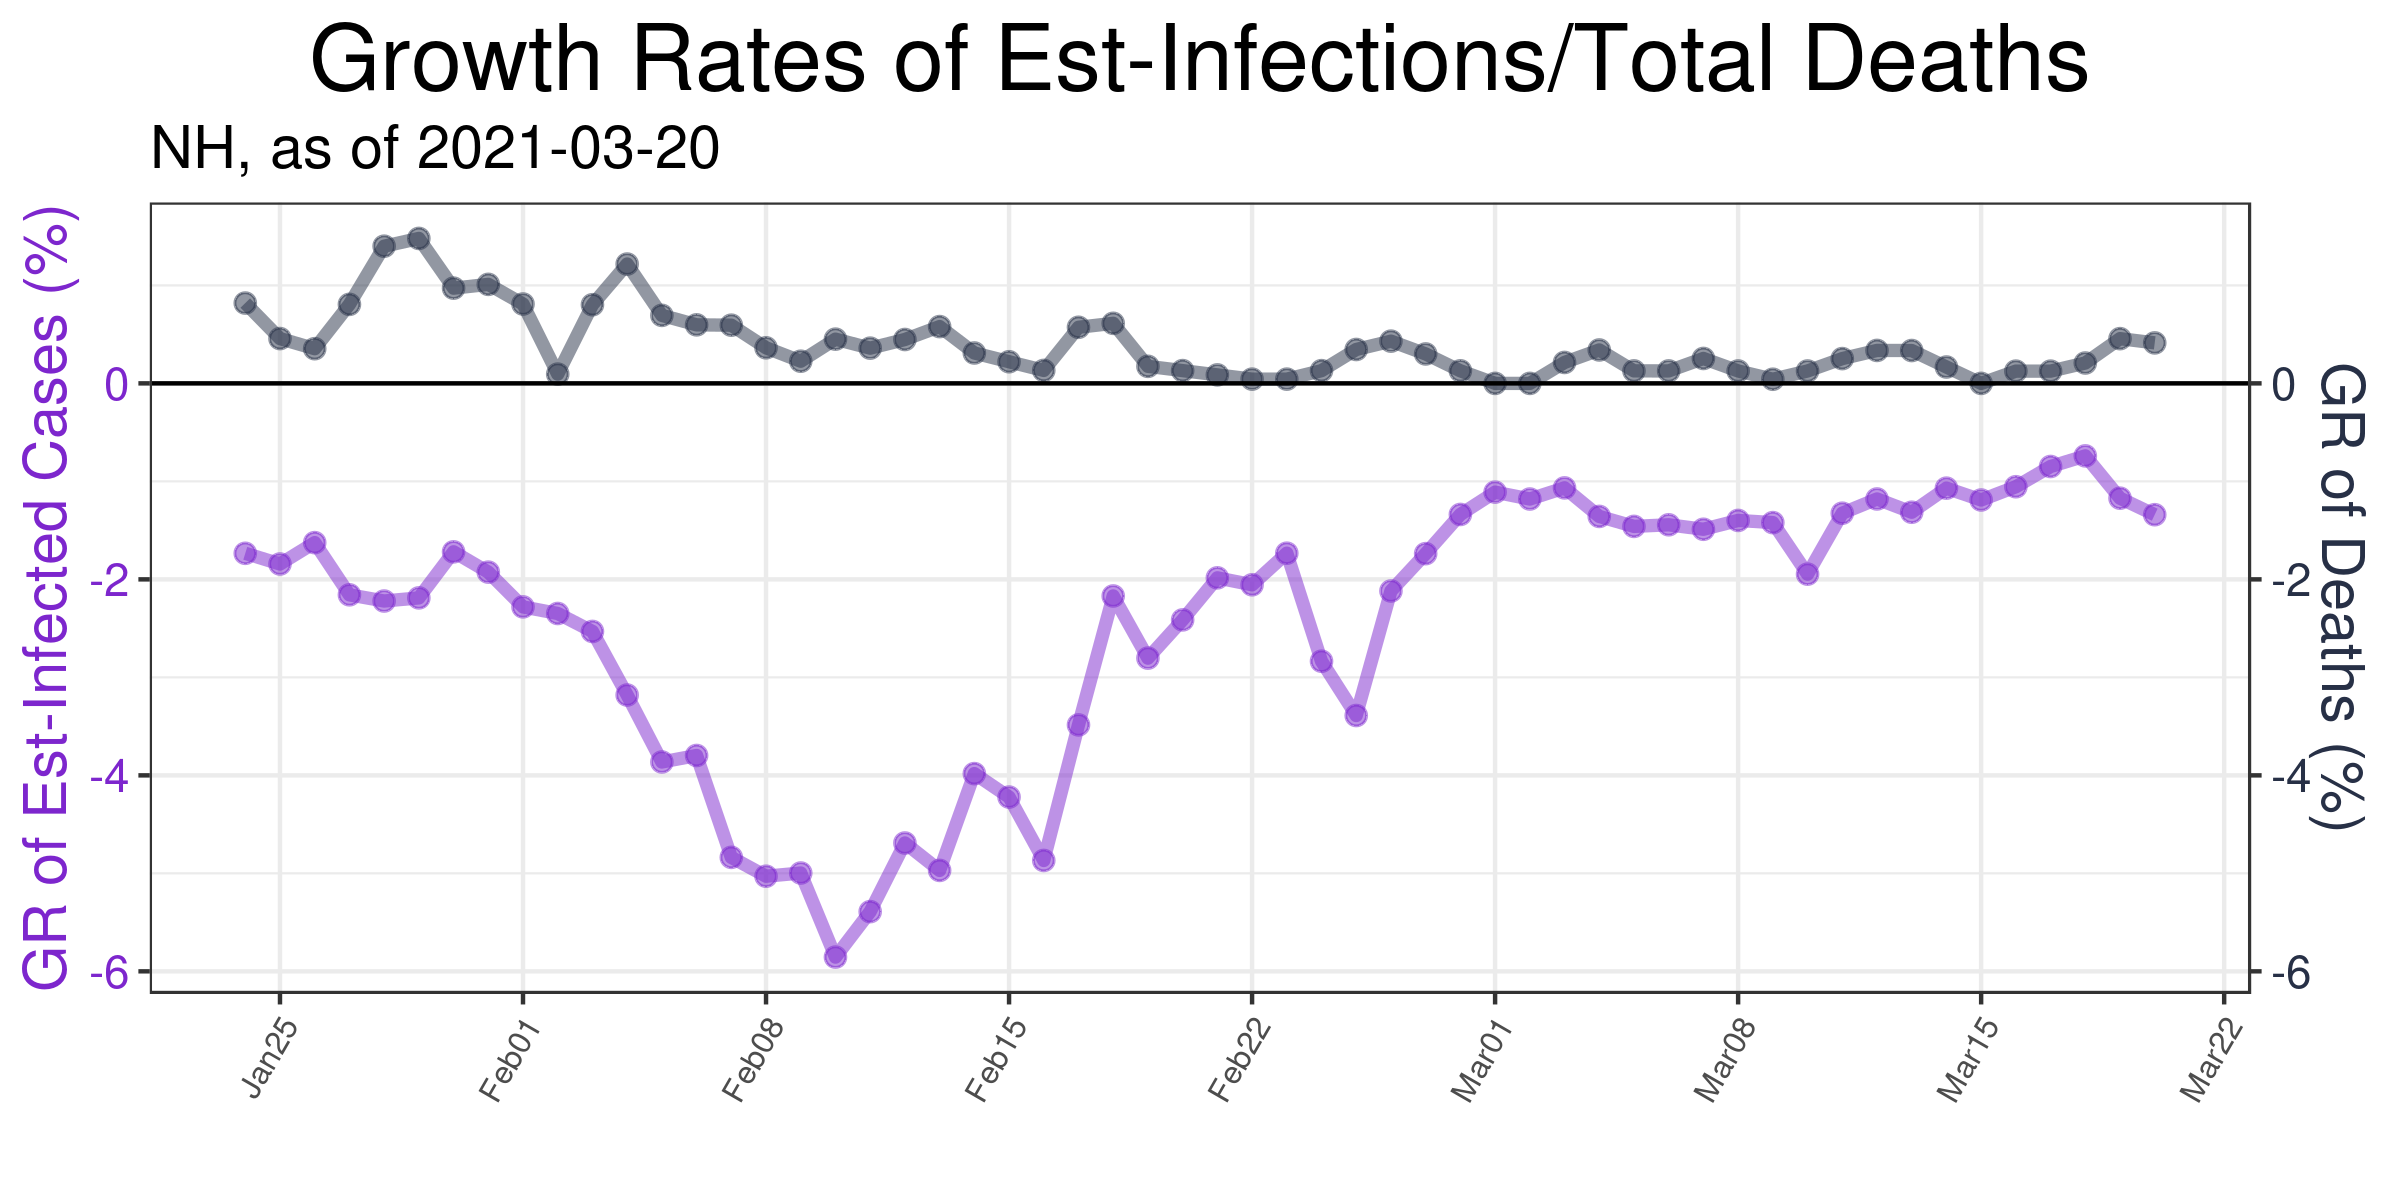 Growth Rates of Est-Infections/Total Deaths
NH, as of 2021-03-20
GR of Est-Infected Cases (%)
0
-2
-4
-6
0
-2
-4
-6
GR of Deaths (%)
Jan25
Feb01
Feb08
Feb15
Feb22
Mar01
Mar08
Mar15
Mar22